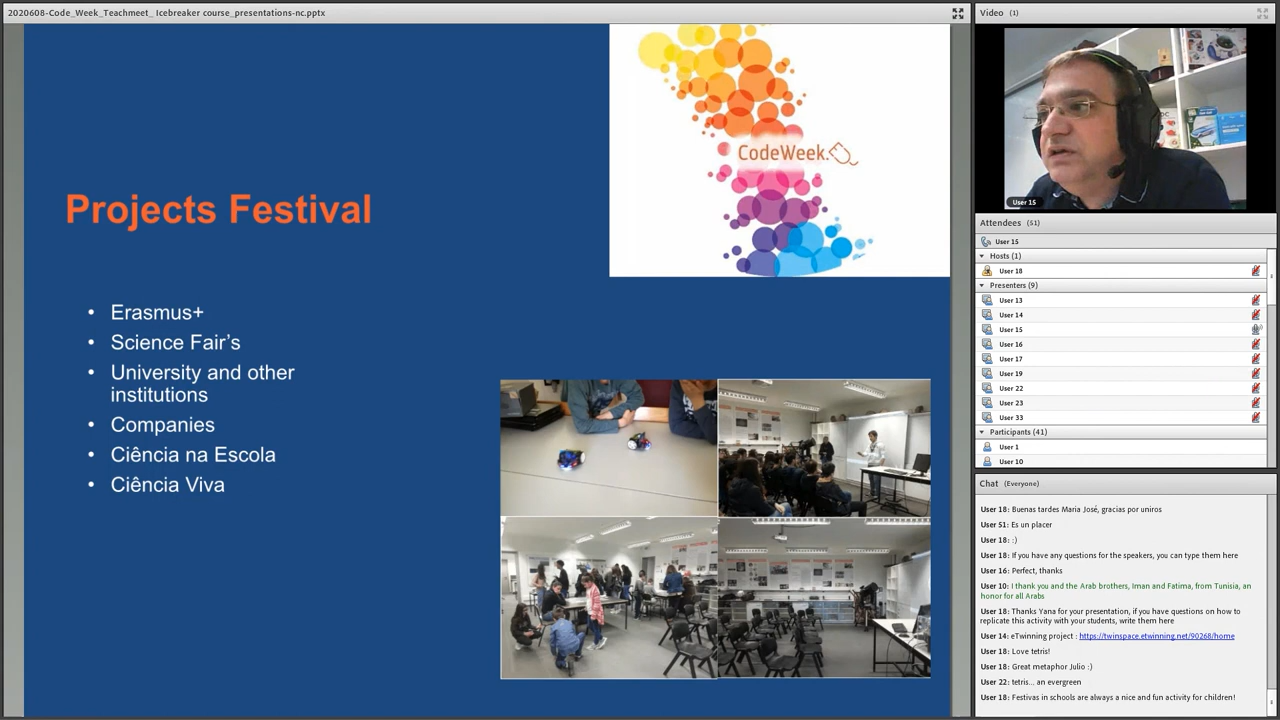 20200608-Code_Week_Teachmeet_ Icebreaker course_presentations-nc.pptx
CodeWeek.
Projects Festival
• Erasmus+
• Science Fair's
• University and other
institutions
• Companies
• Ciência na Escola
• Ciência Viva
Video (1)
User 15
Attendees (51)
User 15
Hosts (1)
User 18
Presenters (9)
User 13
User 14
User 15
User 16
User 17
User 19
User 22
User 23
User 33
Participants (41)
User 1
User 10
Chat (Everyone)
User 18: Buenas tardes Maria José, gracias por uniros
User 51: Es un placer
User 18: :)
User 18: If you have any questions for the speakers, you can type them here
User 16: Perfect, thanks
User 10: I thank you and the Arab brothers, Iman and Fatima, from Tunisia, an
honor for all Arabs
User 18: Thanks Yana for your presentation, if you have questions on how to
replicate this activity with your students, write them here
User 14: eTwinning project : https://twinspace.etwinning.net/90268/home
User 18: Love tetris!
User 18: Great metaphor Julio :)
User 22: tetris... an evergreen
User 18: Festivas in schools are always a nice and fun activity for children!